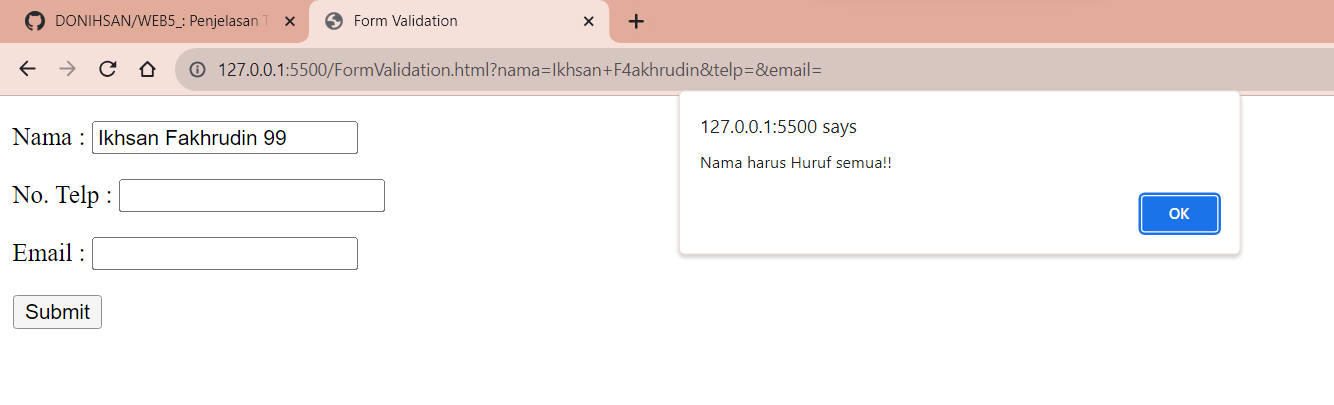 DONIHSAN/WEB5_: Penjelasan T
Form Validation
127.0.0.1:5500/FormValidation.html?nama=Ikhsan+F4akhrudin&telp=&email=
127.0.0.1:5500 says
Nama harus Huruf semua!!
OK
Nama : Ikhsan Fakhrudin 99
No. Telp :
Email :
Submit